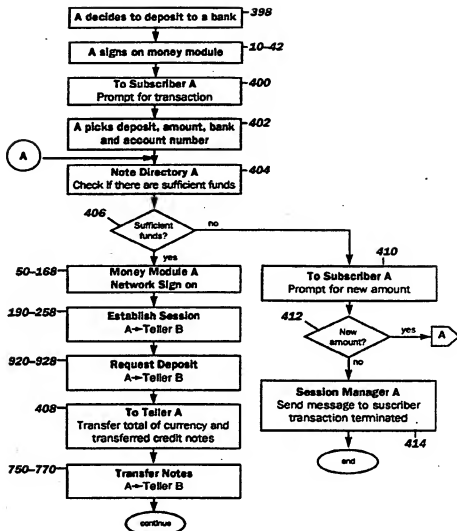 A decides to deposit to a bank
398
A signs on money module
10–42
To Subscriber A
Prompt for transaction
400
A picks deposit, amount, bank
and account number
402
A
Note Directory A
Check If there are sufficient funds
404
406
Sufficient
funds?
no
yes
50–168
Money Module A
Network Sign on
190–258
Establish Session
A→Teller B
920–928
Request Deposit
A→Teller B
408
To Teller A
Transfer total of currency and
transferred credit notes
750–770
Transfer Notes
A→Teller B
continue
410
To Subscriber A
Prompt for new amount
412
New
amount?
yes
A
no
Session Manager A
Send message to suscriber
transaction terminated
414
end